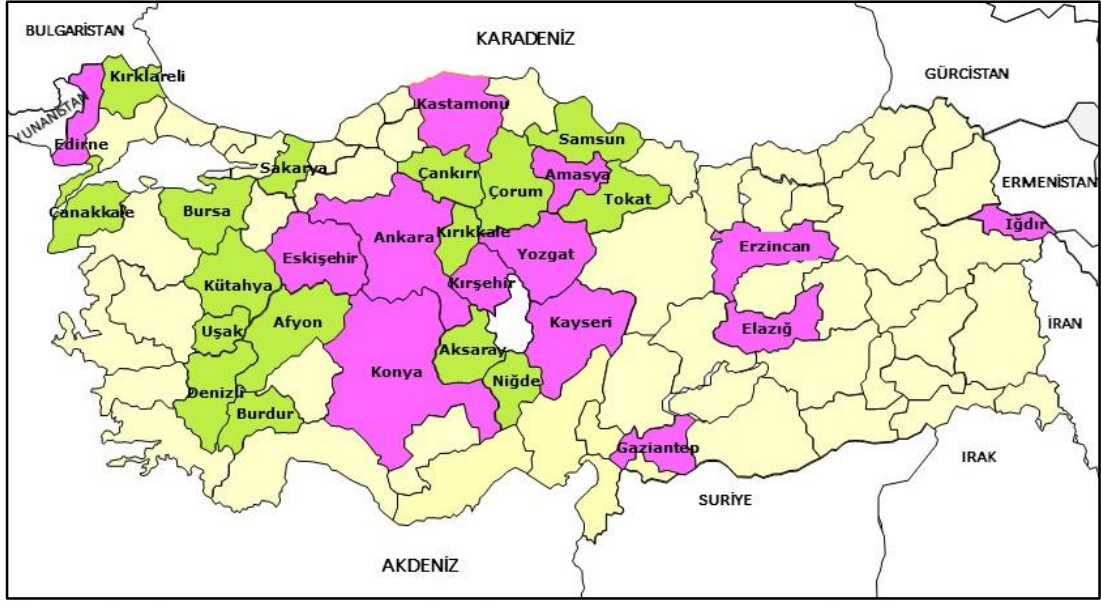 BULGARİSTAN
KARADENİZ
Kırklareli
GÜRCİSTAN
YUNANİSTAN
Kastamonu
Edirne
Samsun
Sakarya
Çankırı
Amasya
ERMENİSTAN
Çorum
Tokat
Çanakkale
Bursa
Iğdır
Ankara
Kırıkkale
Erzincan
Eskişehir
Yozgat
Kütahya
Kırşehir
Uşak
Afyon
Kayseri
Elazığ
İRAN
Aksaray
Konya
Niğde
Denizli
Burdur
Gaziantep
IRAK
SURİYE
AKDENİZ